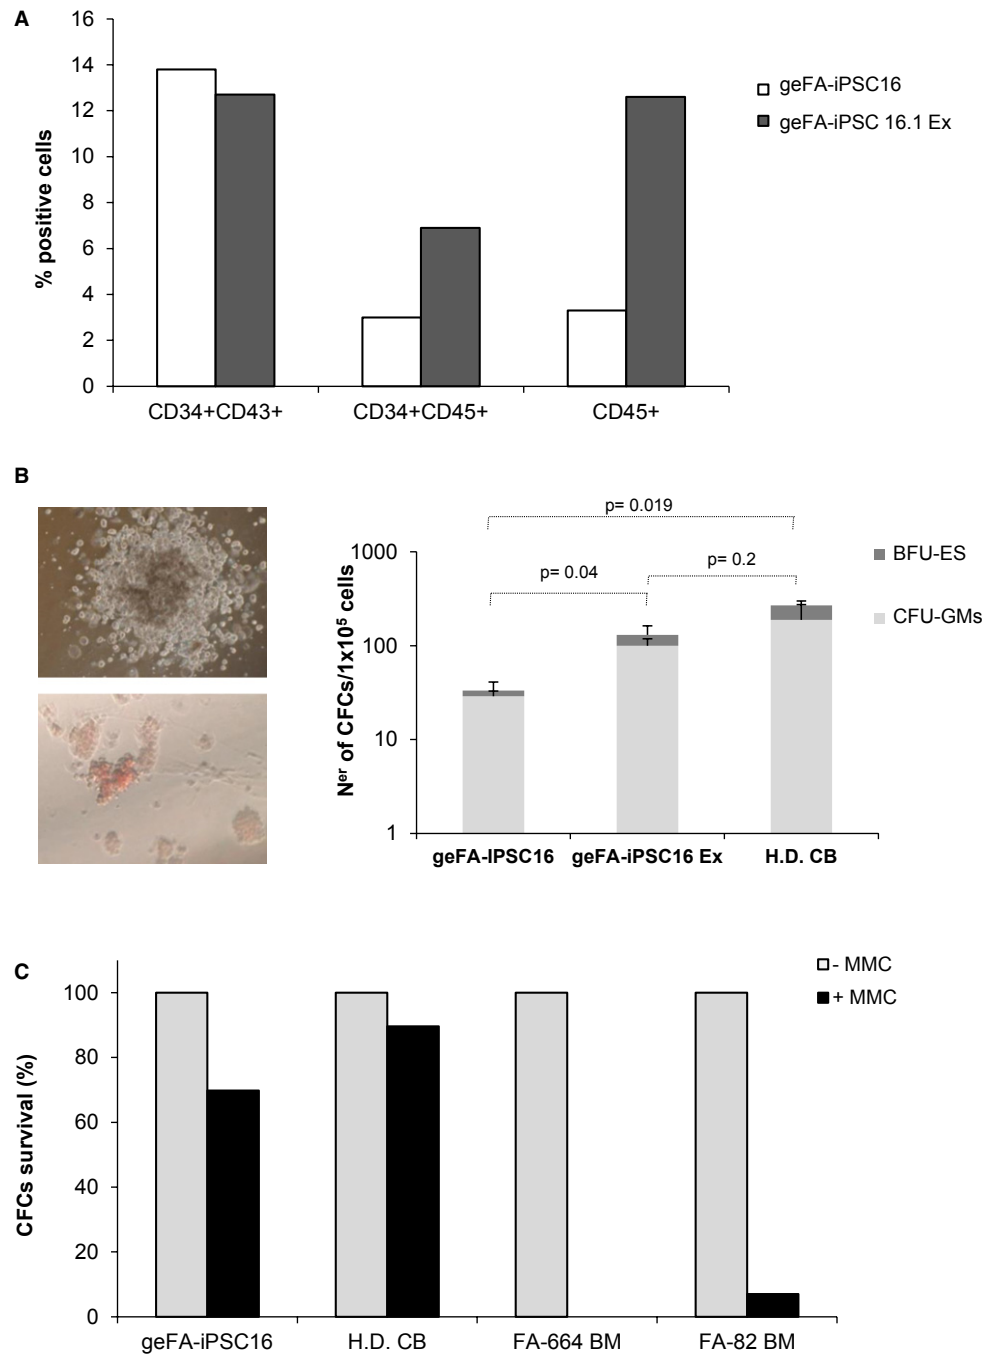 A
16
14
12
10
8
6
4
2
0
% positive cells
CD34+CD43+
CD34+CD45+
CD45+
geFA-iPSC16
geFA-iPSC 16.1 Ex
B
p= 0.019
p= 0.04
p= 0.2
1000
100
10
1
Nᵉʳ of CFCs/1x10⁵ cells
geFA-IPSC16
geFA-iPSC16 Ex
H.D. CB
BFU-ES
CFU-GMs
C
100
80
60
40
20
0
CFCs survival (%)
geFA-iPSC16
H.D. CB
FA-664 BM
FA-82 BM
- MMC
+ MMC